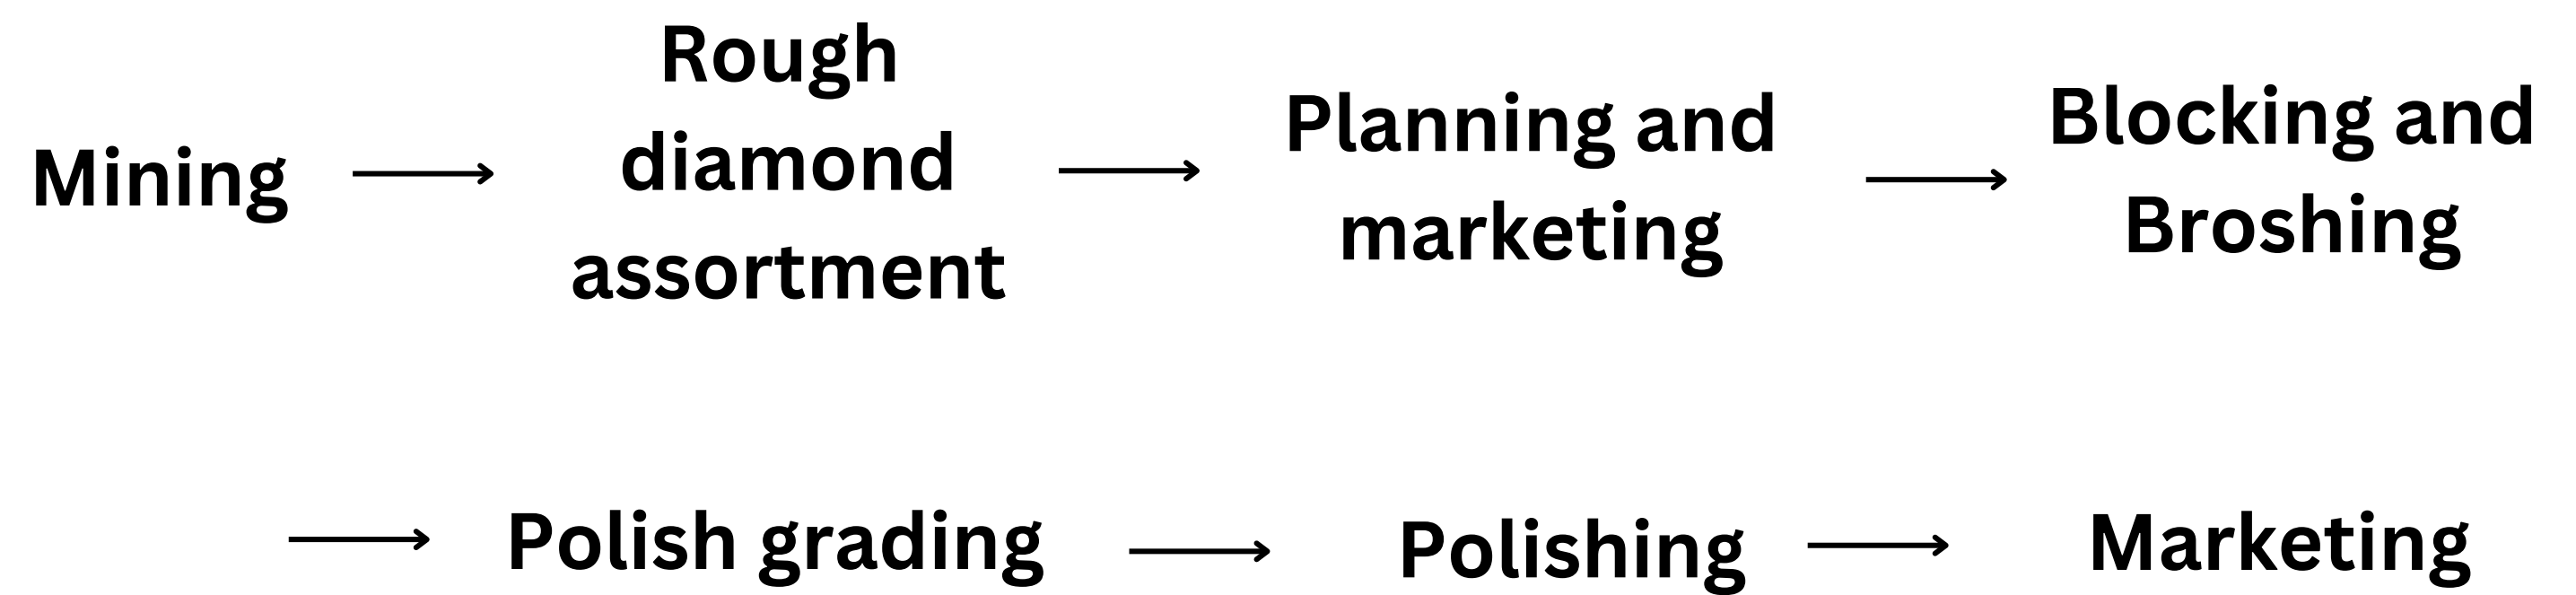 Mining
Rough
diamond
assortment
Planning and
marketing
Blocking and
Broshing
Polish grading
Polishing
Marketing